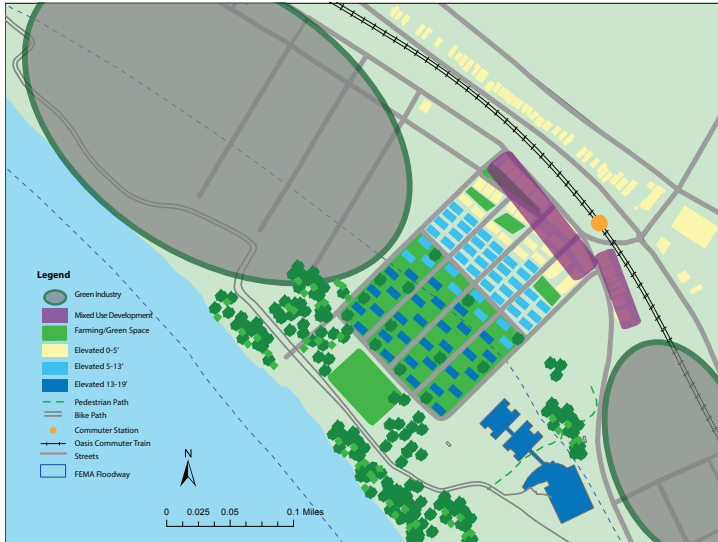 Legend
Green Industry
Mixed Use Development
Farming/Green Space
Elevated 0-5'
Elevated 5-13'
Elevated 13-19'
Pedestrian Path
Bike Path
Commuter Station
Oasis Commuter Train
Streets
FEMA Floodway
N
0 0.025 0.05 0.1 Miles